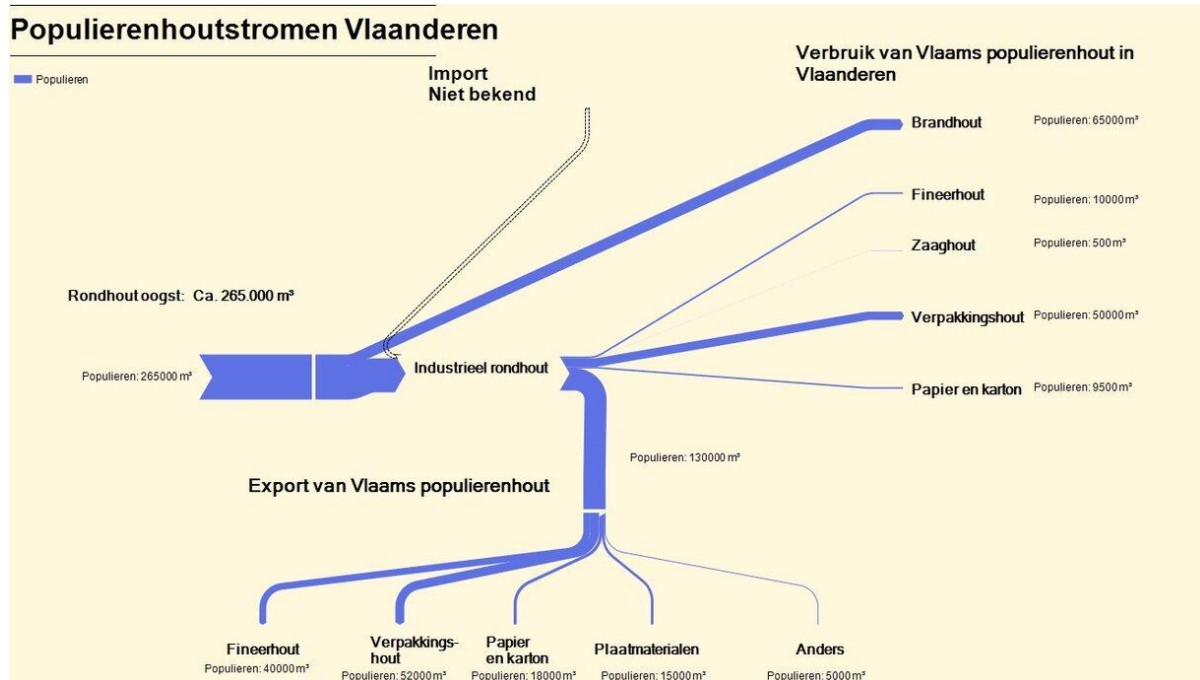 Populierenhoutstromen Vlaanderen
Populieren
Import
Niet bekend
Verbruik van Vlaams populierenhout in
Vlaanderen
Brandhout
Populieren: 65000 m³
Fineerhout
Populieren: 10000 m³
Zaaghout
Populieren: 500 m³
Rondhout oogst: Ca. 265.000 m³
Verpakkingshout
Populieren: 50000 m³
Populieren: 265000 m³
Industrieel rondhout
Papier en karton
Populieren: 9500 m³
Populieren: 130000 m³
Export van Vlaams populierenhout
Fineerhout
Populieren: 40000 m³
Verpakkings-
hout
Populieren: 52000 m³
Papier
en karton
Populieren: 18000 m³
Plaatmaterialen
Populieren: 15000 m³
Anders
Populieren: 5000 m³